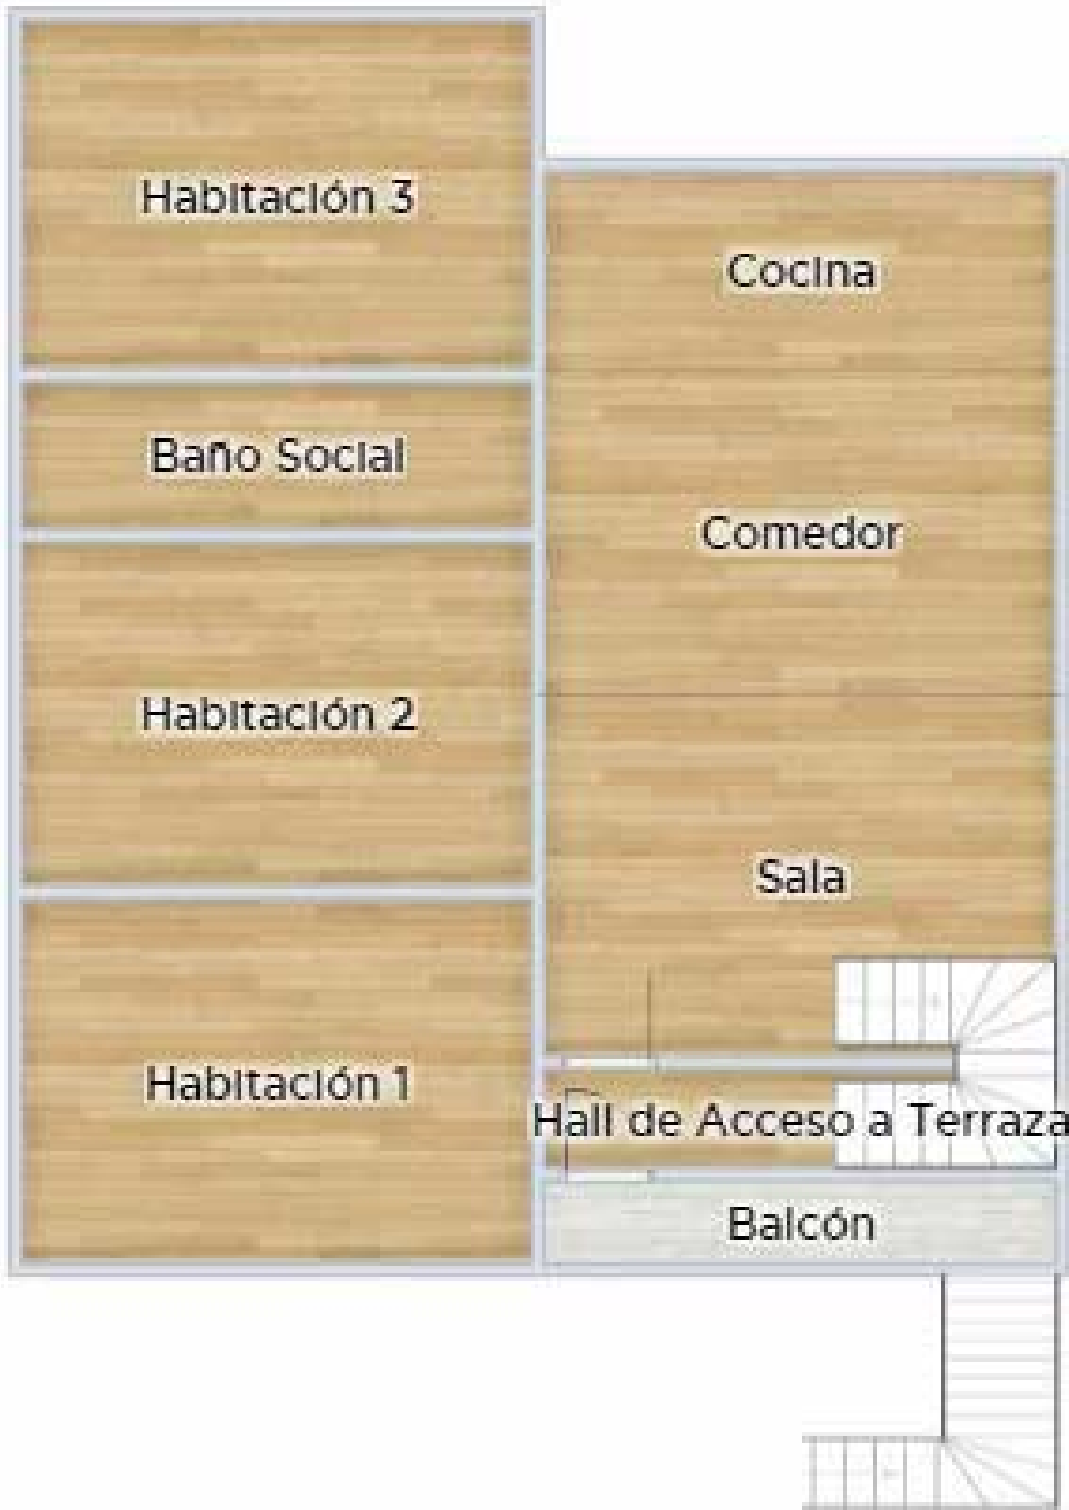 Habitación 3
Cocina
Baño Social
Comedor
Habitación 2
Sala
Habitación 1
Hall de Acceso a Terraza
Balcón